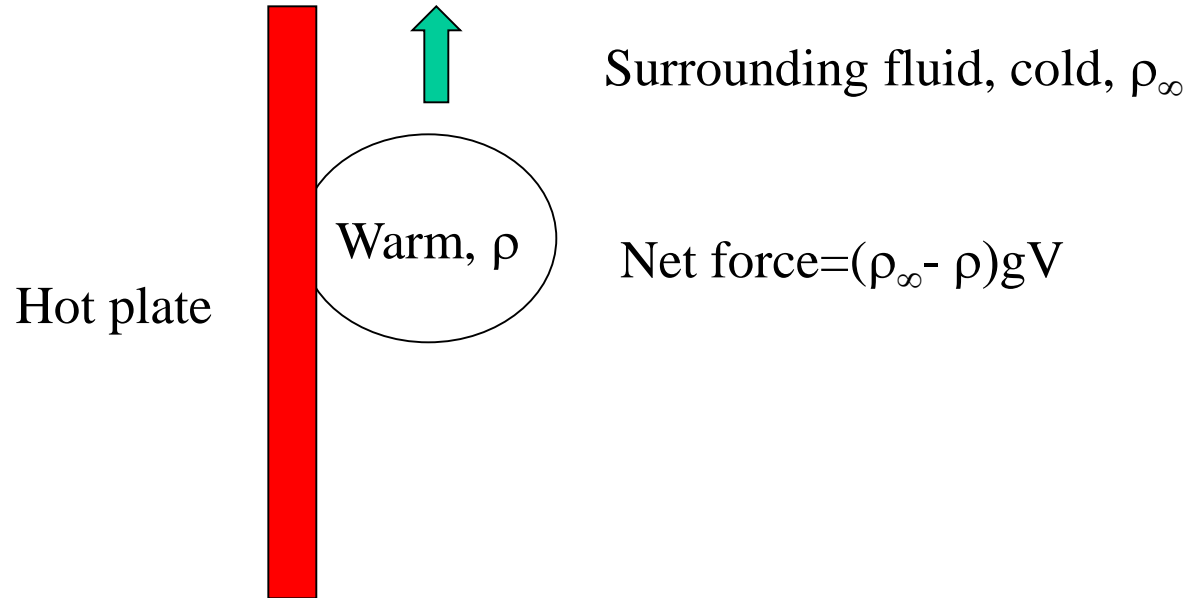 Surrounding fluid, cold, ρ∞
Warm, ρ
Net force=(ρ∞- ρ)gV
Hot plate